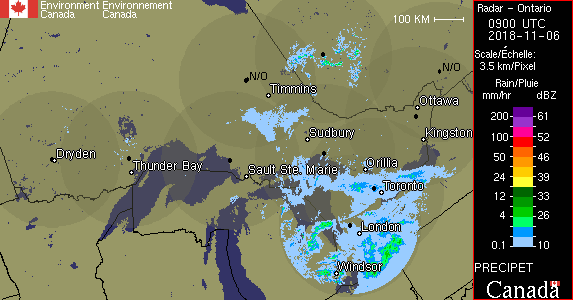 Environment Environnement
Canada Canada
100 KM
N/O
N/O
Timmins
Ottawa
Sudbury
Kingston
Dryden
Thunder Bay
Sault Ste. Marie
Orillia
Toronto
London
Windsor
Radar - Ontario
0900 UTC
2018-11-06
Scale/Échelle:
3.5 km/Pixel
Rain/Pluie
mm/hr dBZ
200 61
100 52
50 46
24 39
12 33
4 26
0.1 10
PRECIPET
Canada